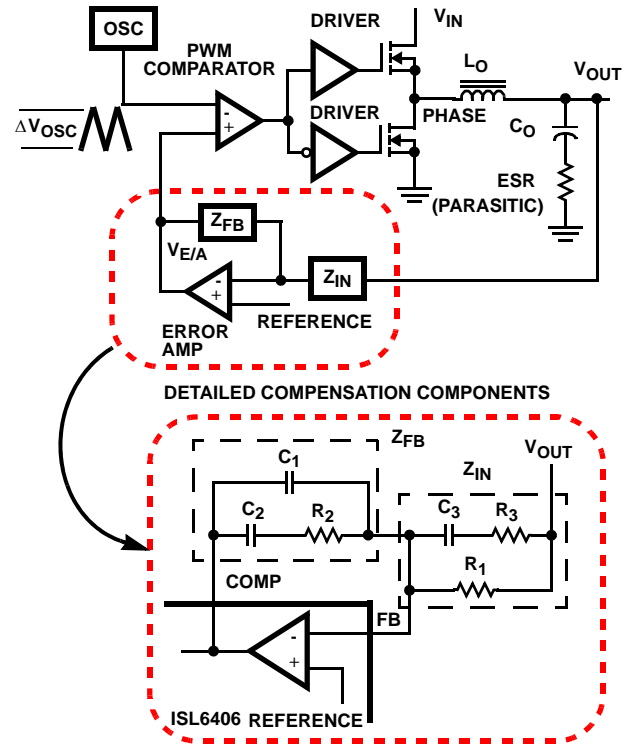 OSC
PWM
COMPARATOR
DRIVER
V_IN
L_O
V_OUT
ΔV_OSC
-
+
DRIVER
PHASE
C_O
ESR
(PARASITIC)
Z_FB
V_E/A
Z_IN
-
+
REFERENCE
ERROR
AMP
DETAILED COMPENSATION COMPONENTS
Z_FB
C_1
C_2
R_2
V_OUT
Z_IN
C_3
R_3
R_1
COMP
FB
-
+
ISL6406 REFERENCE